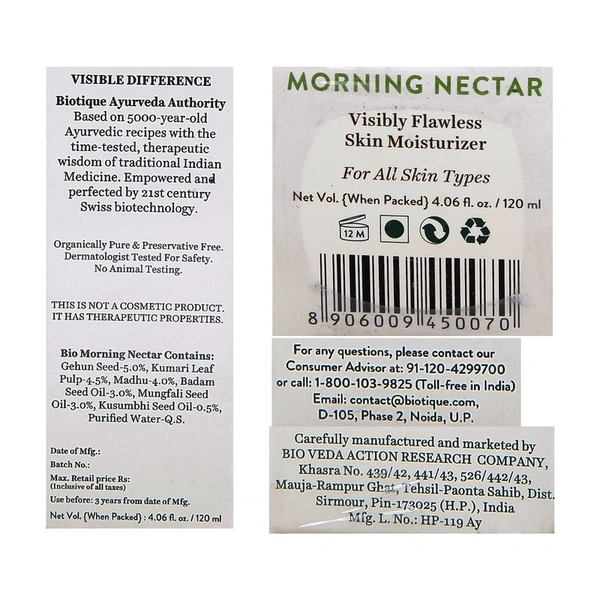 VISIBLE DIFFERENCE
Biotique Ayurveda Authority
Based on 5000-year-old
Ayurvedic recipes with the
time-tested, therapeutic
wisdom of traditional Indian
Medicine. Empowered and
perfected by 21st century
Swiss biotechnology.
Organically Pure & Preservative Free.
Dermatologist Tested For Safety.
No Animal Testing.
THIS IS NOT A COSMETIC PRODUCT.
IT HAS THERAPEUTIC PROPERTIES.
Bio Morning Nectar Contains:
Gehun Seed-5.0%, Kumari Leaf
Pulp-4.5%, Madhu-4.0%, Badam
Seed Oil-3.0%, Mungfali Seed
Oil-3.0%, Kusumbhi Seed Oil-0.5%,
Purified Water-Q.S.
Date of Mfg.:
Batch No.:
Max. Retail price Rs:
(Inclusive of all taxes)
Use before: 3 years from date of Mfg.
Net Vol. {When Packed} : 4.06 fl. oz. / 120 ml
MORNING NECTAR
Visibly Flawless
Skin Moisturizer
For All Skin Types
Net Vol. {When Packed} 4.06 fl. oz. / 120 ml
12 M
8 906009 450070
For any questions, please contact our
Consumer Advisor at: 91-120-4299700
or call: 1-800-103-9825 (Toll-free in India)
Email: contact@biotique.com,
D-105, Phase 2, Noida, U.P.
Carefully manufactured and marketed by
BIO VEDA ACTION RESEARCH COMPANY,
Khasra No. 439/42, 441/43, 526/442/43,
Mauja-Rampur Ghat, Tehsil-Paonta Sahib, Dist.
Sirmour, Pin-173025 (H.P.), India
Mfg. L. No.: HP-119 Ay